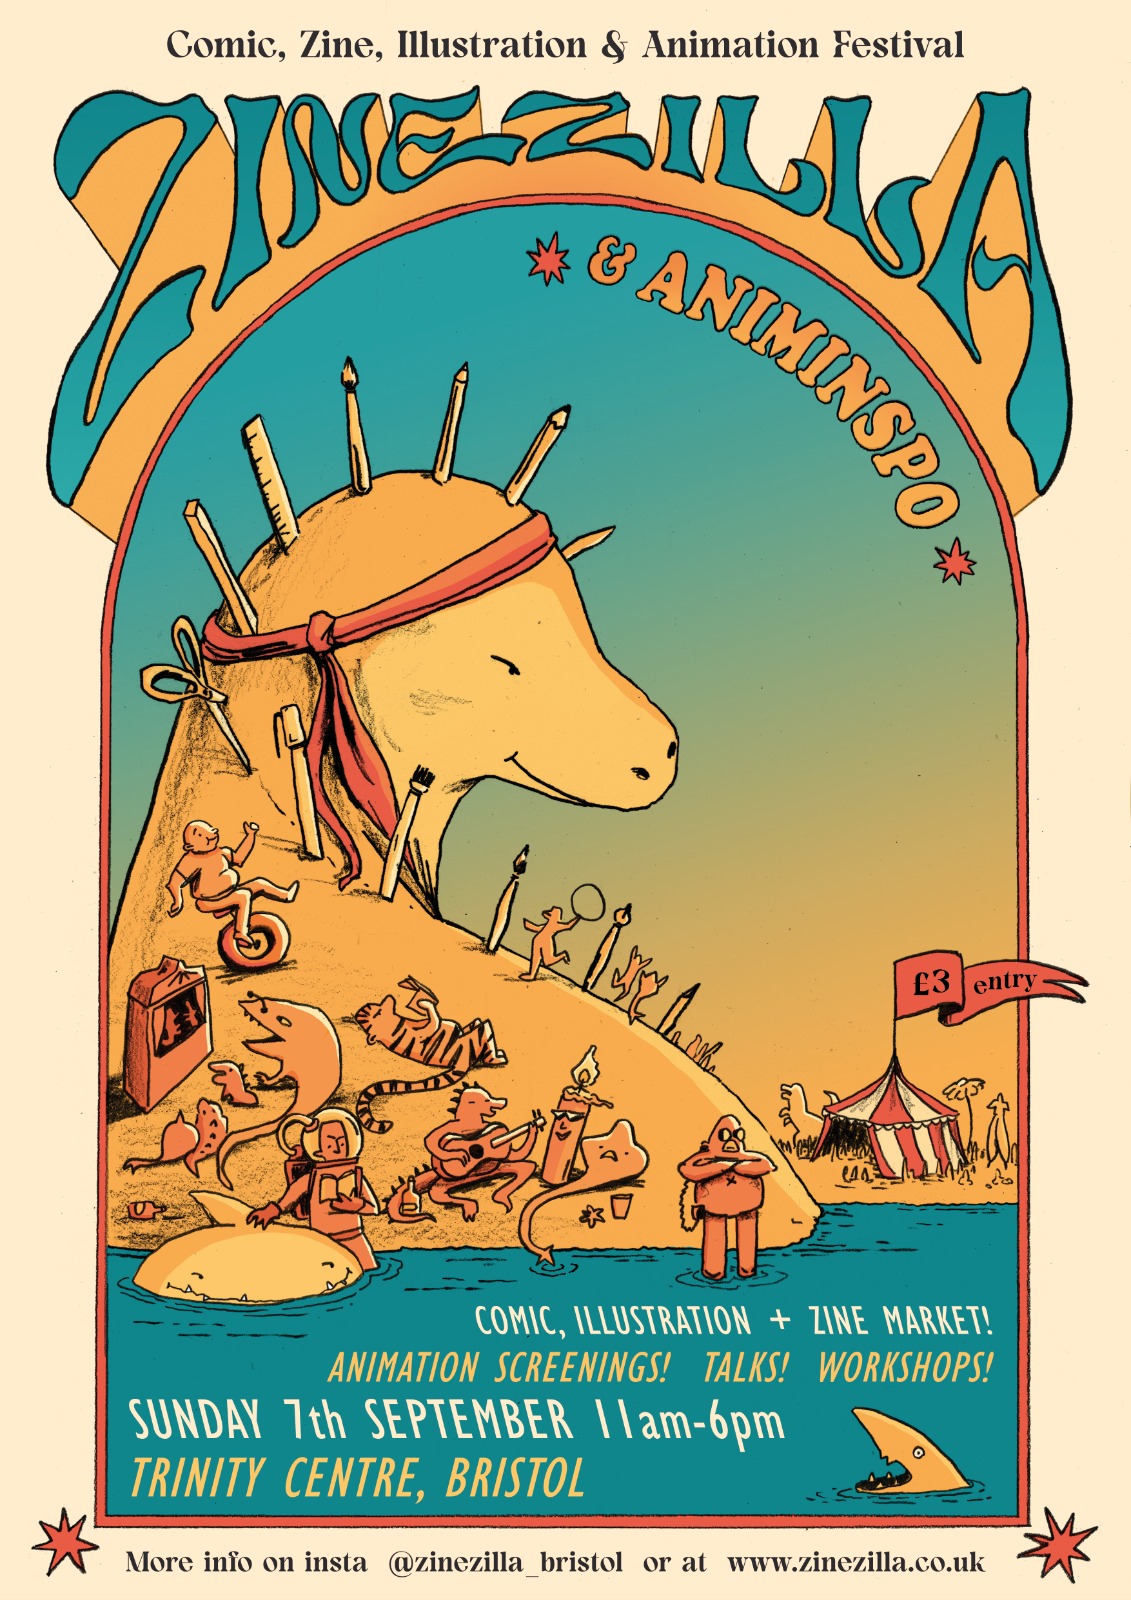 Comic, Zine, Illustration & Animation Festival
ZINEZILLA
& ANIMINSPO
£3 entry
COMIC, ILLUSTRATION + ZINE MARKET!
ANIMATION SCREENINGS! TALKS! WORKSHOPS!
SUNDAY 7th SEPTEMBER 11am-6pm
TRINITY CENTRE, BRISTOL
More info on insta @zinezilla_bristol or at www.zinezilla.co.uk